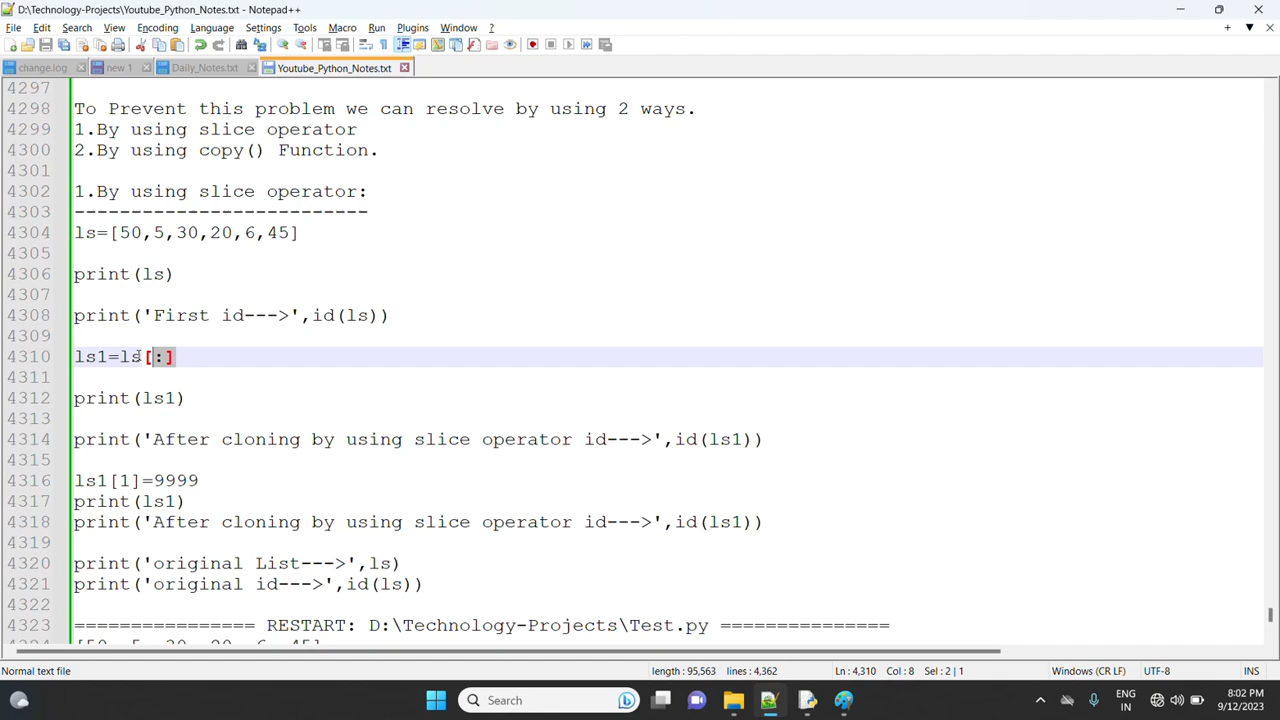 D:\Technology-Projects\Youtube_Python_Notes.txt - Notepad++
File Edit Search View Encoding Language Settings Tools Macro Run Plugins Window ?
change.log new 1 Daily_Notes.txt Youtube_Python_Notes.txt
4297
4298 To Prevent this problem we can resolve by using 2 ways.
4299 1.By using slice operator
4300 2.By using copy() Function.
4301
4302 1.By using slice operator:
4303 --------------------------
4304 ls=[50,5,30,20,6,45]
4305
4306 print(ls)
4307
4308 print('First id--->',id(ls))
4309
4310 ls1=ls[:]
4311
4312 print(ls1)
4313
4314 print('After cloning by using slice operator id--->',id(ls1))
4315
4316 ls1[1]=9999
4317 print(ls1)
4318 print('After cloning by using slice operator id--->',id(ls1))
4319
4320 print('original List--->',ls)
4321 print('original id--->',id(ls))
4322
4323 ================ RESTART: D:\Technology-Projects\Test.py ===============
4324 [50, 5, 30, 20, 6, 45]
Normal text file length : 95,563 lines : 4,362 Ln : 4,310 Col : 8 Sel : 2 | 1 Windows (CR LF) UTF-8 INS
Search ENG IN 8:02 PM 9/12/2023